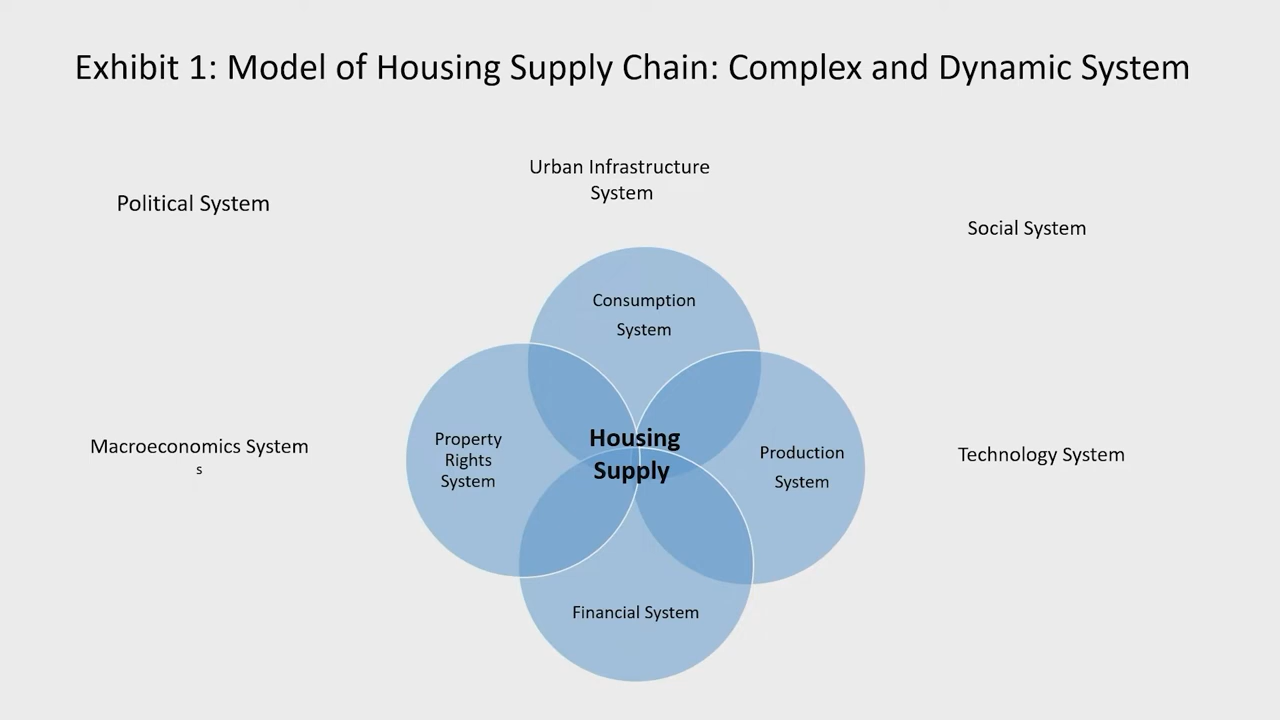 Exhibit 1: Model of Housing Supply Chain: Complex and Dynamic System
Urban Infrastructure
System
Political System
Social System
Consumption
System
Housing
Supply
Property
Rights
System
Production
System
Macroeconomics System
s
Technology System
Financial System